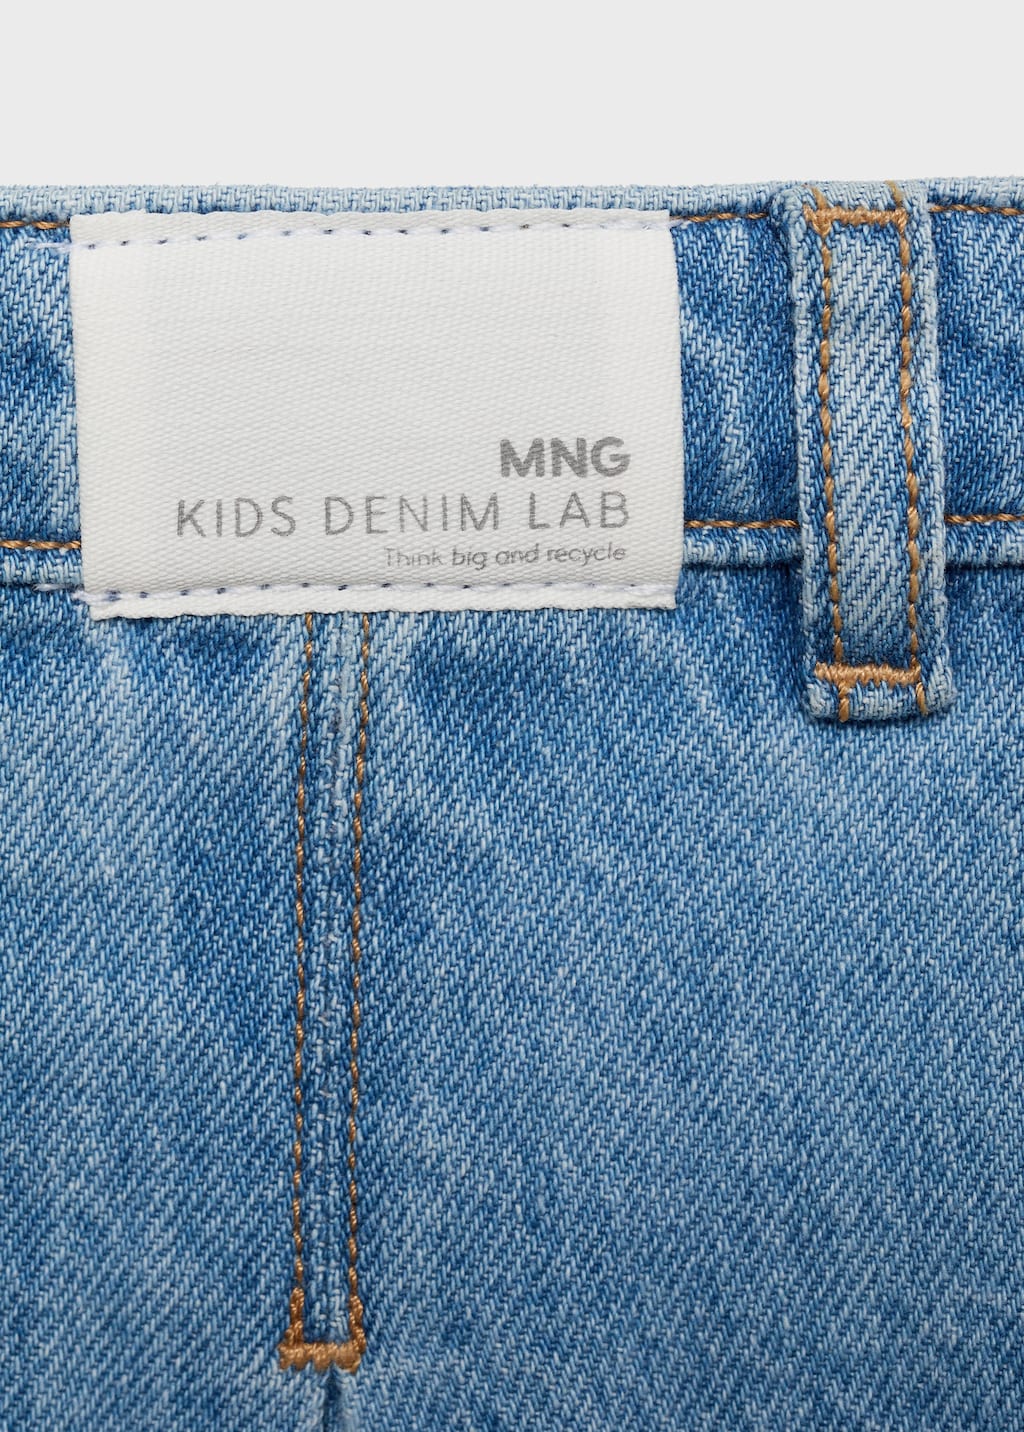 MNG
KIDS DENIM LAB
Think big and recycle